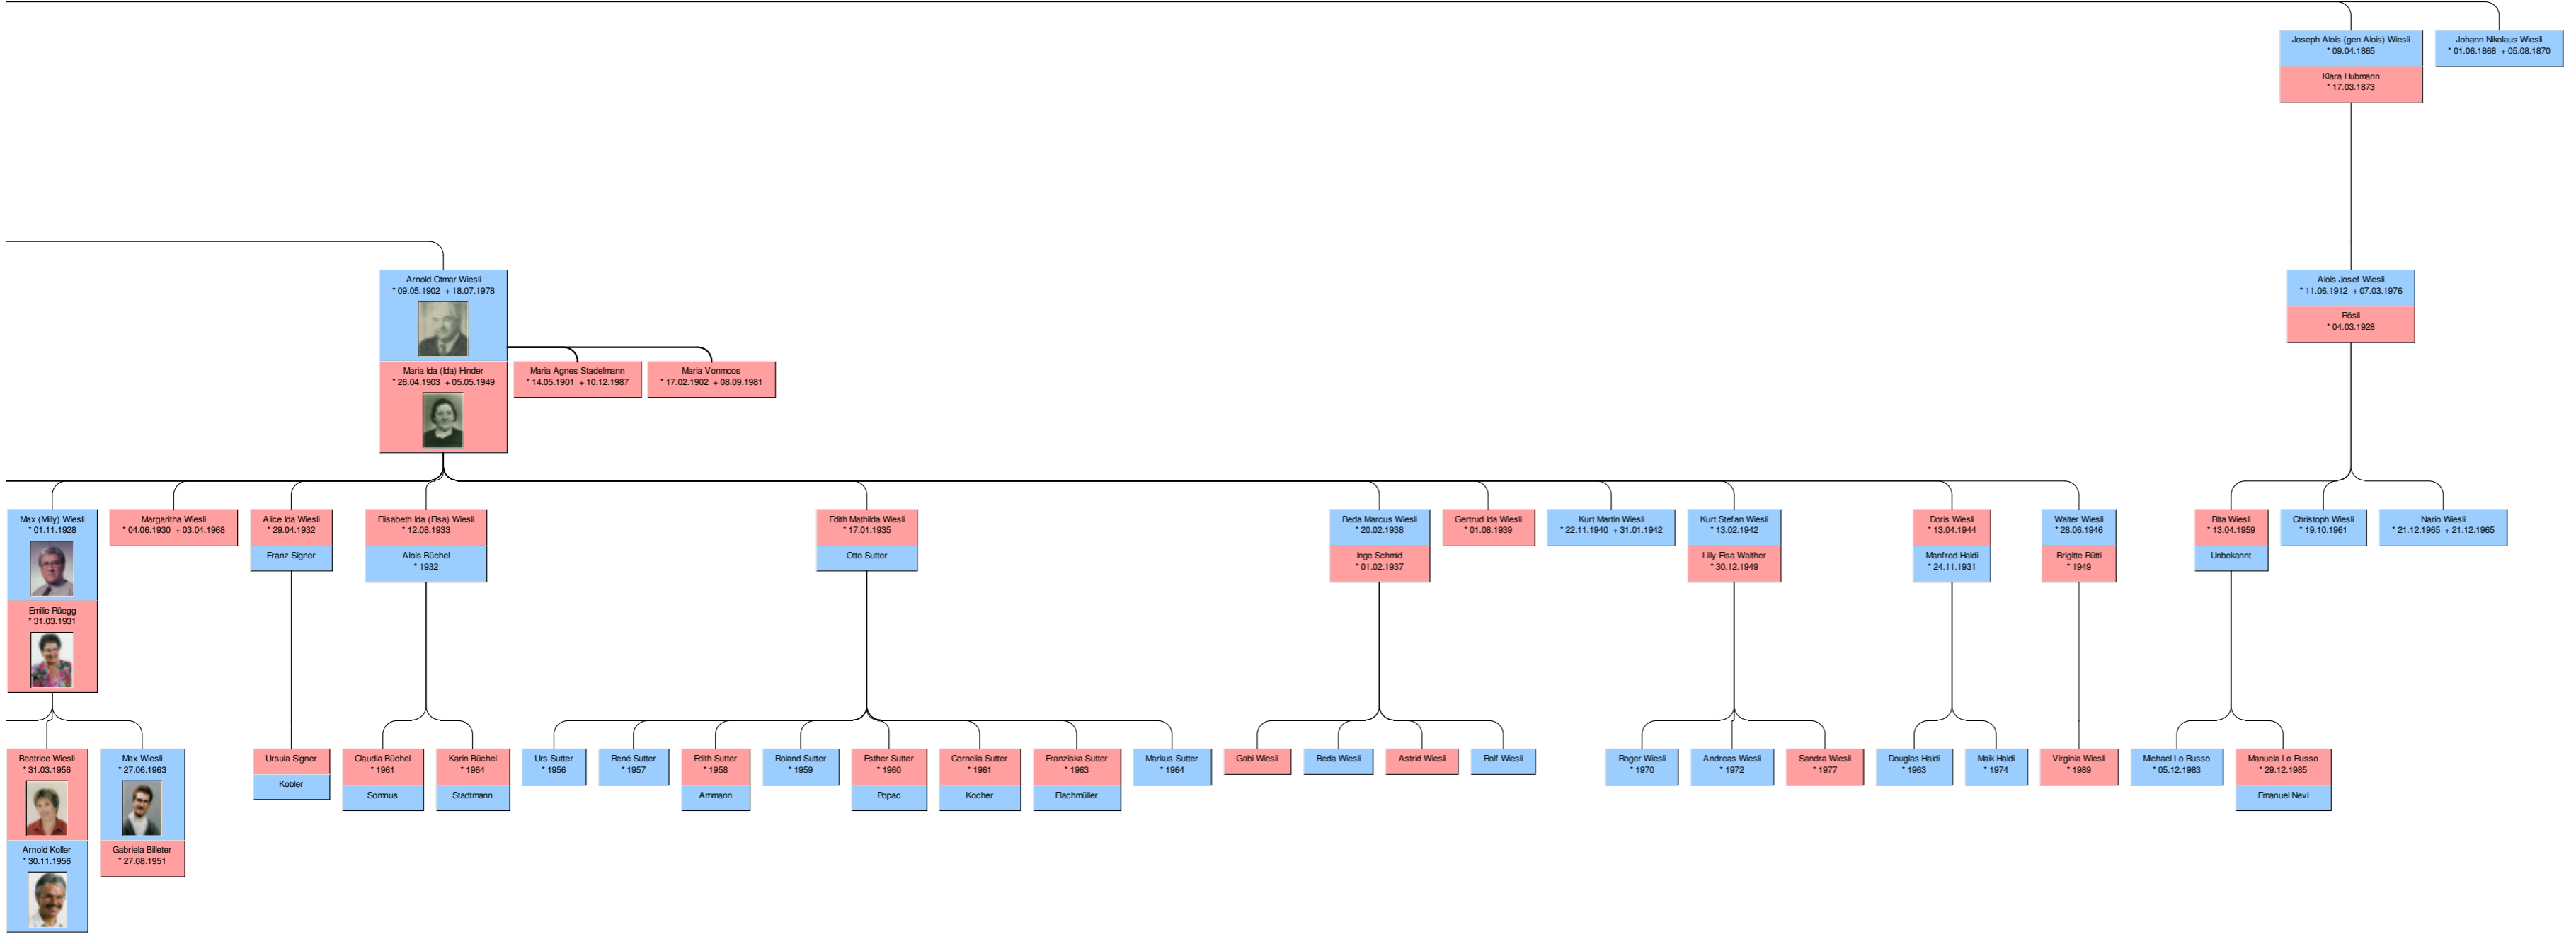 Joseph Alois (gen Alois) Wiesli
* 09.04.1865
Klara Hubmann
* 17.03.1873
Johann Nikolaus Wiesli
* 01.06.1868 + 05.08.1870
Arnold Otmar Wiesli
* 09.05.1902 + 18.07.1978
Maria Ida (Ida) Hinder
* 26.04.1903 + 05.05.1949
Maria Agnes Stadelmann
* 14.05.1901 + 10.12.1987
Maria Vonmoos
* 17.02.1902 + 08.09.1981
Alois Josef Wiesli
* 11.06.1912 + 07.03.1976
Rösli
* 04.03.1928
Max (Milly) Wiesli
* 01.11.1928
Emilie Rüegg
* 31.03.1931
Margaritha Wiesli
* 04.06.1930 + 03.04.1968
Alice Ida Wiesli
* 29.04.1932
Franz Signer
Elisabeth Ida (Elsa) Wiesli
* 12.08.1933
Alois Büchel
* 1932
Edith Mathilda Wiesli
* 17.01.1935
Otto Sutter
Beda Marcus Wiesli
* 20.02.1938
Inge Schmid
* 01.02.1937
Gertrud Ida Wiesli
* 01.08.1939
Kurt Martin Wiesli
* 22.11.1940 + 31.01.1942
Kurt Stefan Wiesli
* 13.02.1942
Lilly Elsa Walther
* 30.12.1949
Doris Wiesli
* 13.04.1944
Manfred Haldi
* 24.11.1931
Walter Wiesli
* 28.06.1946
Brigitte Rütti
* 1949
Rita Wiesli
* 13.04.1959
Unbekannt
Christoph Wiesli
* 19.10.1961
Nario Wiesli
* 21.12.1965 + 21.12.1965
Beatrice Wiesli
* 31.03.1956
Arnold Koller
* 30.11.1956
Max Wiesli
* 27.06.1963
Gabriela Billeter
* 27.08.1951
Ursula Signer
Kobler
Claudia Büchel
* 1961
Somnus
Karin Büchel
* 1964
Stadtmann
Urs Sutter
* 1956
René Sutter
* 1957
Edith Sutter
* 1958
Ammann
Roland Sutter
* 1959
Esther Sutter
* 1960
Popac
Cornelia Sutter
* 1961
Kocher
Franziska Sutter
* 1963
Flachmüller
Markus Sutter
* 1964
Gabi Wiesli
Beda Wiesli
Astrid Wiesli
Rolf Wiesli
Roger Wiesli
* 1970
Andreas Wiesli
* 1972
Sandra Wiesli
* 1977
Douglas Haldi
* 1963
Maik Haldi
* 1974
Virginia Wiesli
* 1989
Michael Lo Russo
* 05.12.1983
Manuela Lo Russo
* 29.12.1985
Emanuel Nevi